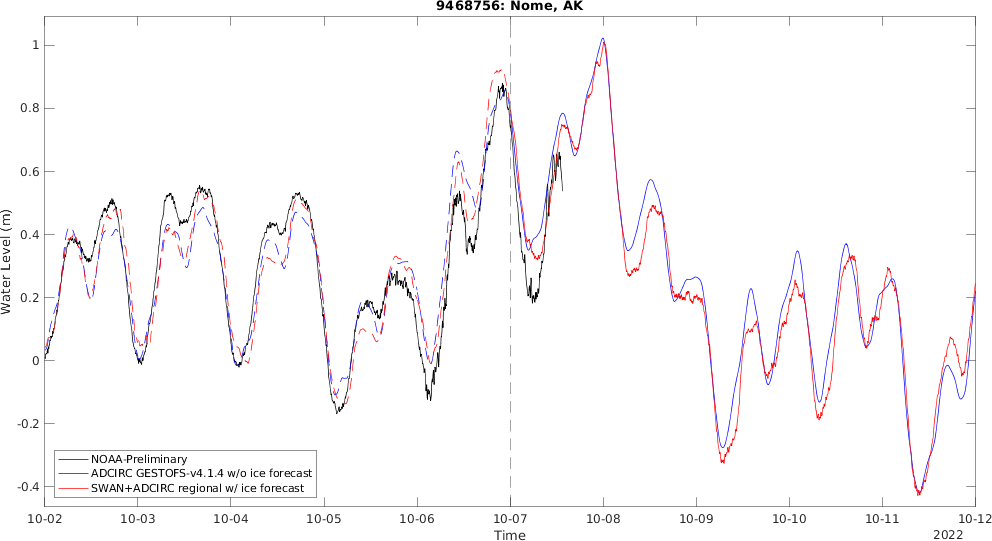 9468756: Nome, AK
Water Level (m)
1
0.8
0.6
0.4
0.2
0
-0.2
-0.4
NOAA-Preliminary
ADCIRC GESTOFS-v4.1.4 w/o ice forecast
SWAN+ADCIRC regional w/ ice forecast
10-02 10-03 10-04 10-05 10-06 10-07 10-08 10-09 10-10 10-11 10-12
Time
2022